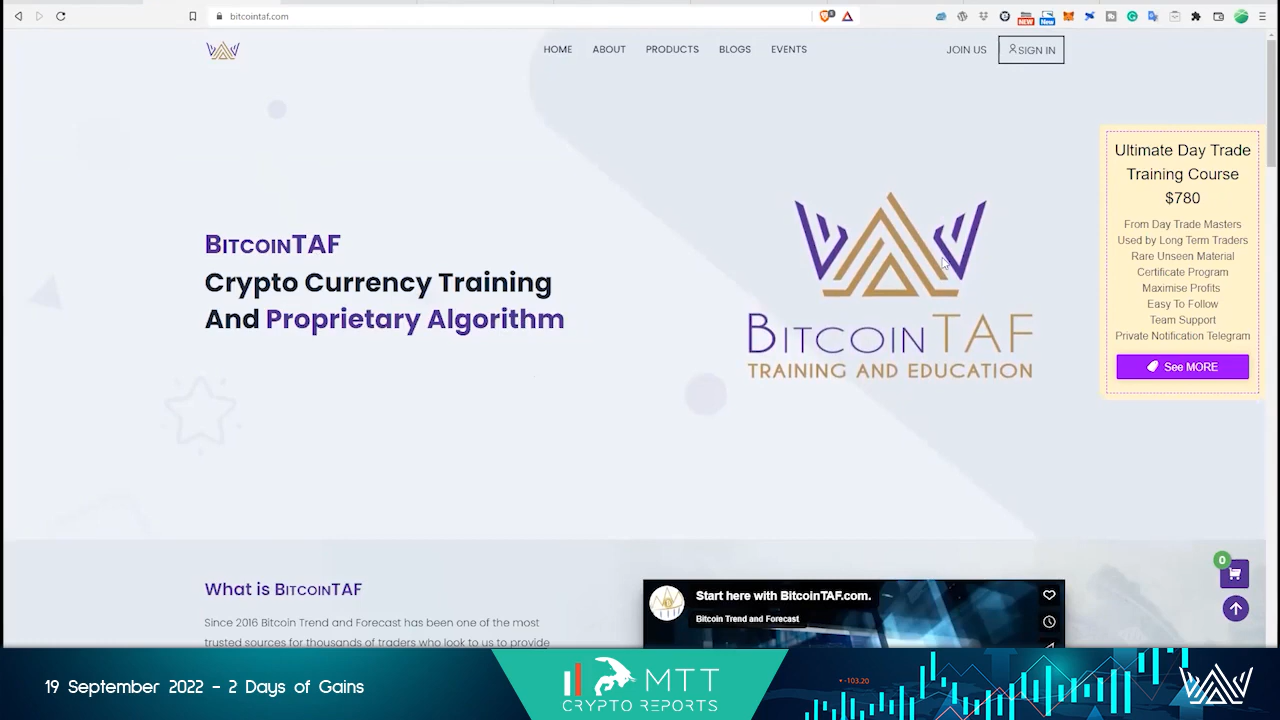 bitcointaf.com
NEW
New
HOME
ABOUT
PRODUCTS
BLOGS
EVENTS
JOIN US
SIGN IN
BITCOINTAF
Crypto Currency Training
And Proprietary Algorithm
BITCOINTAF
TRAINING AND EDUCATION
Ultimate Day Trade
Training Course
$780
From Day Trade Masters
Used by Long Term Traders
Rare Unseen Material
Certificate Program
Maximise Profits
Easy To Follow
Team Support
Private Notification Telegram
See MORE
0
What is BITCOINTAF
Since 2016 Bitcoin Trend and Forecast has been one of the most
trusted sources for thousands of traders who look to us to provide
Start here with BitcoinTAF.com.
Bitcoin Trend and Forecast
19 September 2022 - 2 Days of Gains
MTT
CRYPTO REPORTS
-103.20